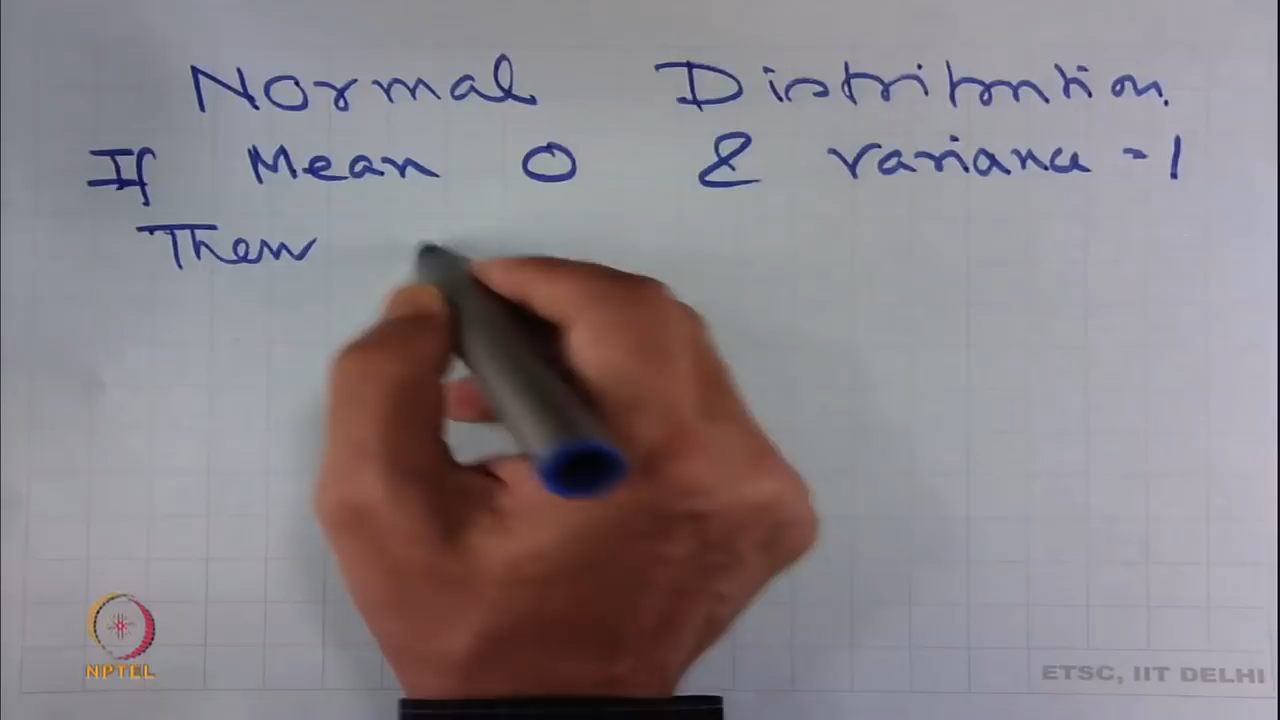 Normal Distribution.
If Mean 0 & variance = 1
Then
NPTEL
ETSC, IIT DELHI